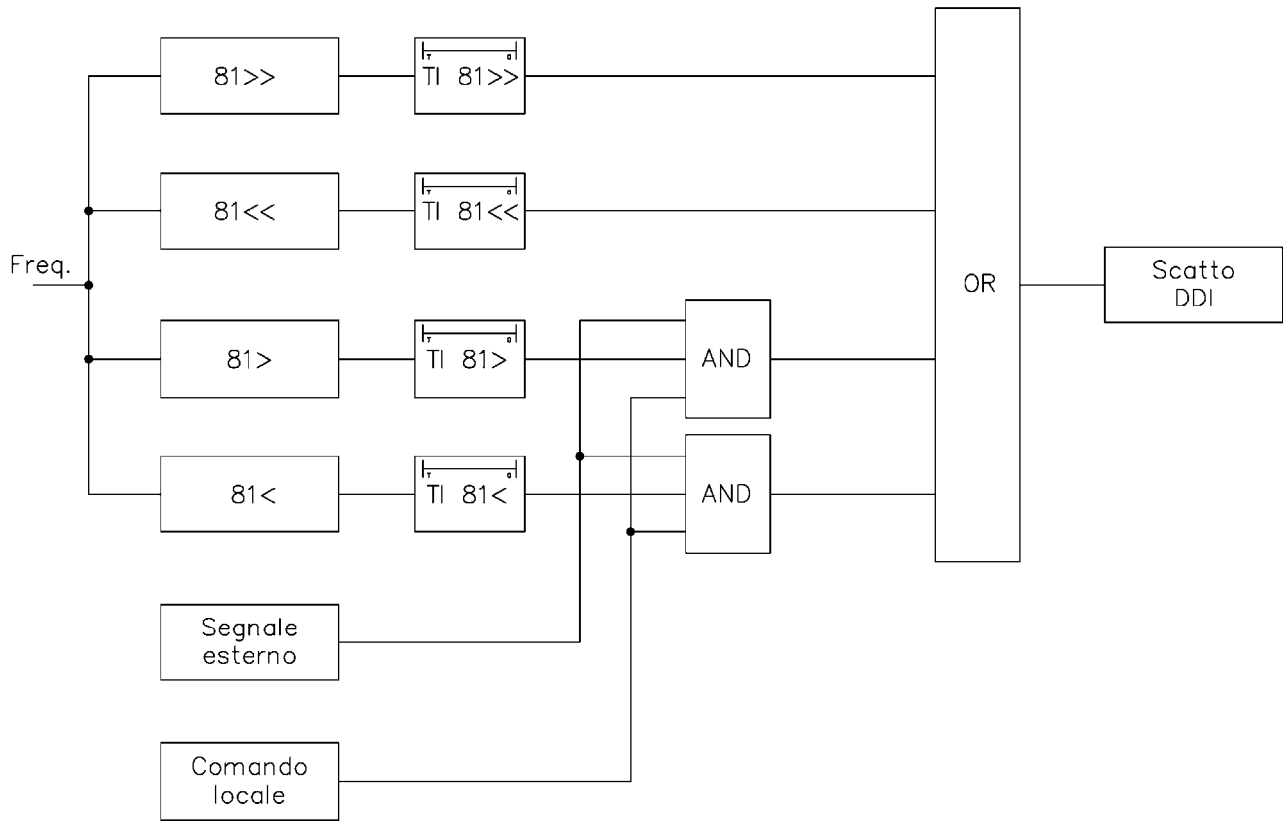 81>>
TI 81>>
81<<
TI 81<<
Freq.
OR
Scatto
DDI
81>
TI 81>
AND
81<
TI 81<
AND
Segnale
esterno
Comando
locale